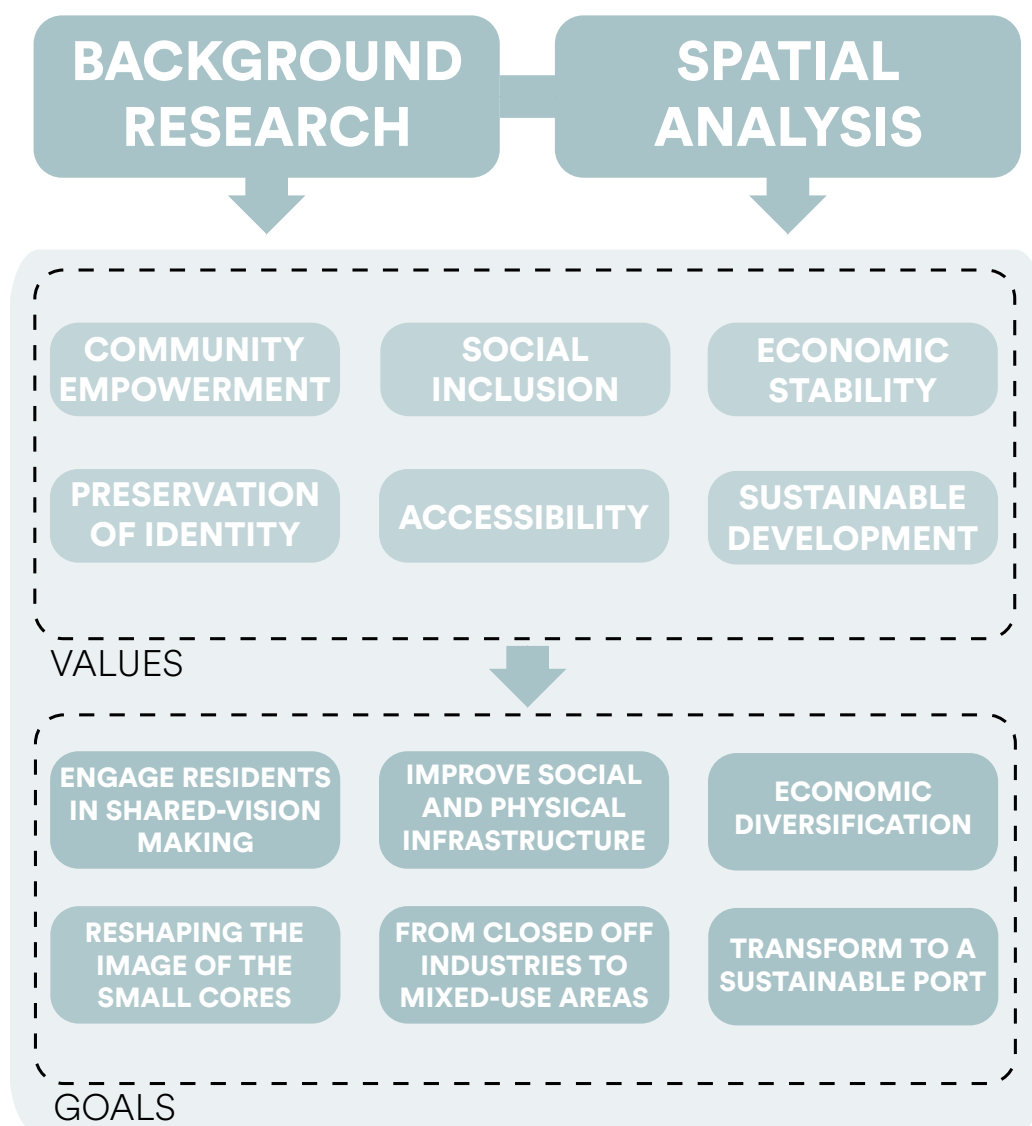 BACKGROUND
RESEARCH
SPATIAL
ANALYSIS
COMMUNITY
EMPOWERMENT
SOCIAL
INCLUSION
ECONOMIC
STABILITY
PRESERVATION
OF IDENTITY
ACCESSIBILITY
SUSTAINABLE
DEVELOPMENT
VALUES
ENGAGE RESIDENTS
IN SHARED-VISION
MAKING
IMPROVE SOCIAL
AND PHYSICAL
INFRASTRUCTURE
ECONOMIC
DIVERSIFICATION
RESHAPING THE
IMAGE OF THE
SMALL CORES
FROM CLOSED OFF
INDUSTRIES TO
MIXED-USE AREAS
TRANSFORM TO A
SUSTAINABLE PORT
GOALS